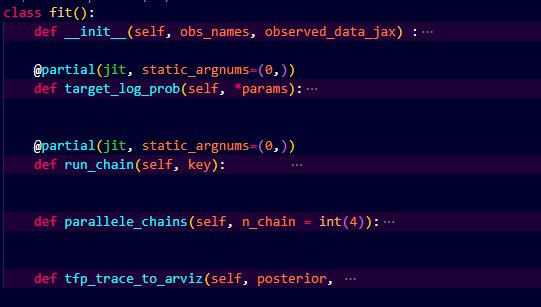 class fit():
def __init__(self, obs_names, observed_data_jax) :···
@partial(jit, static_argnums=(0,))
def target_log_prob(self, *params):···
@partial(jit, static_argnums=(0,))
def run_chain(self, key): ···
def parallele_chains(self, n_chain = int(4)):···
def tfp_trace_to_arviz(self, posterior, ···